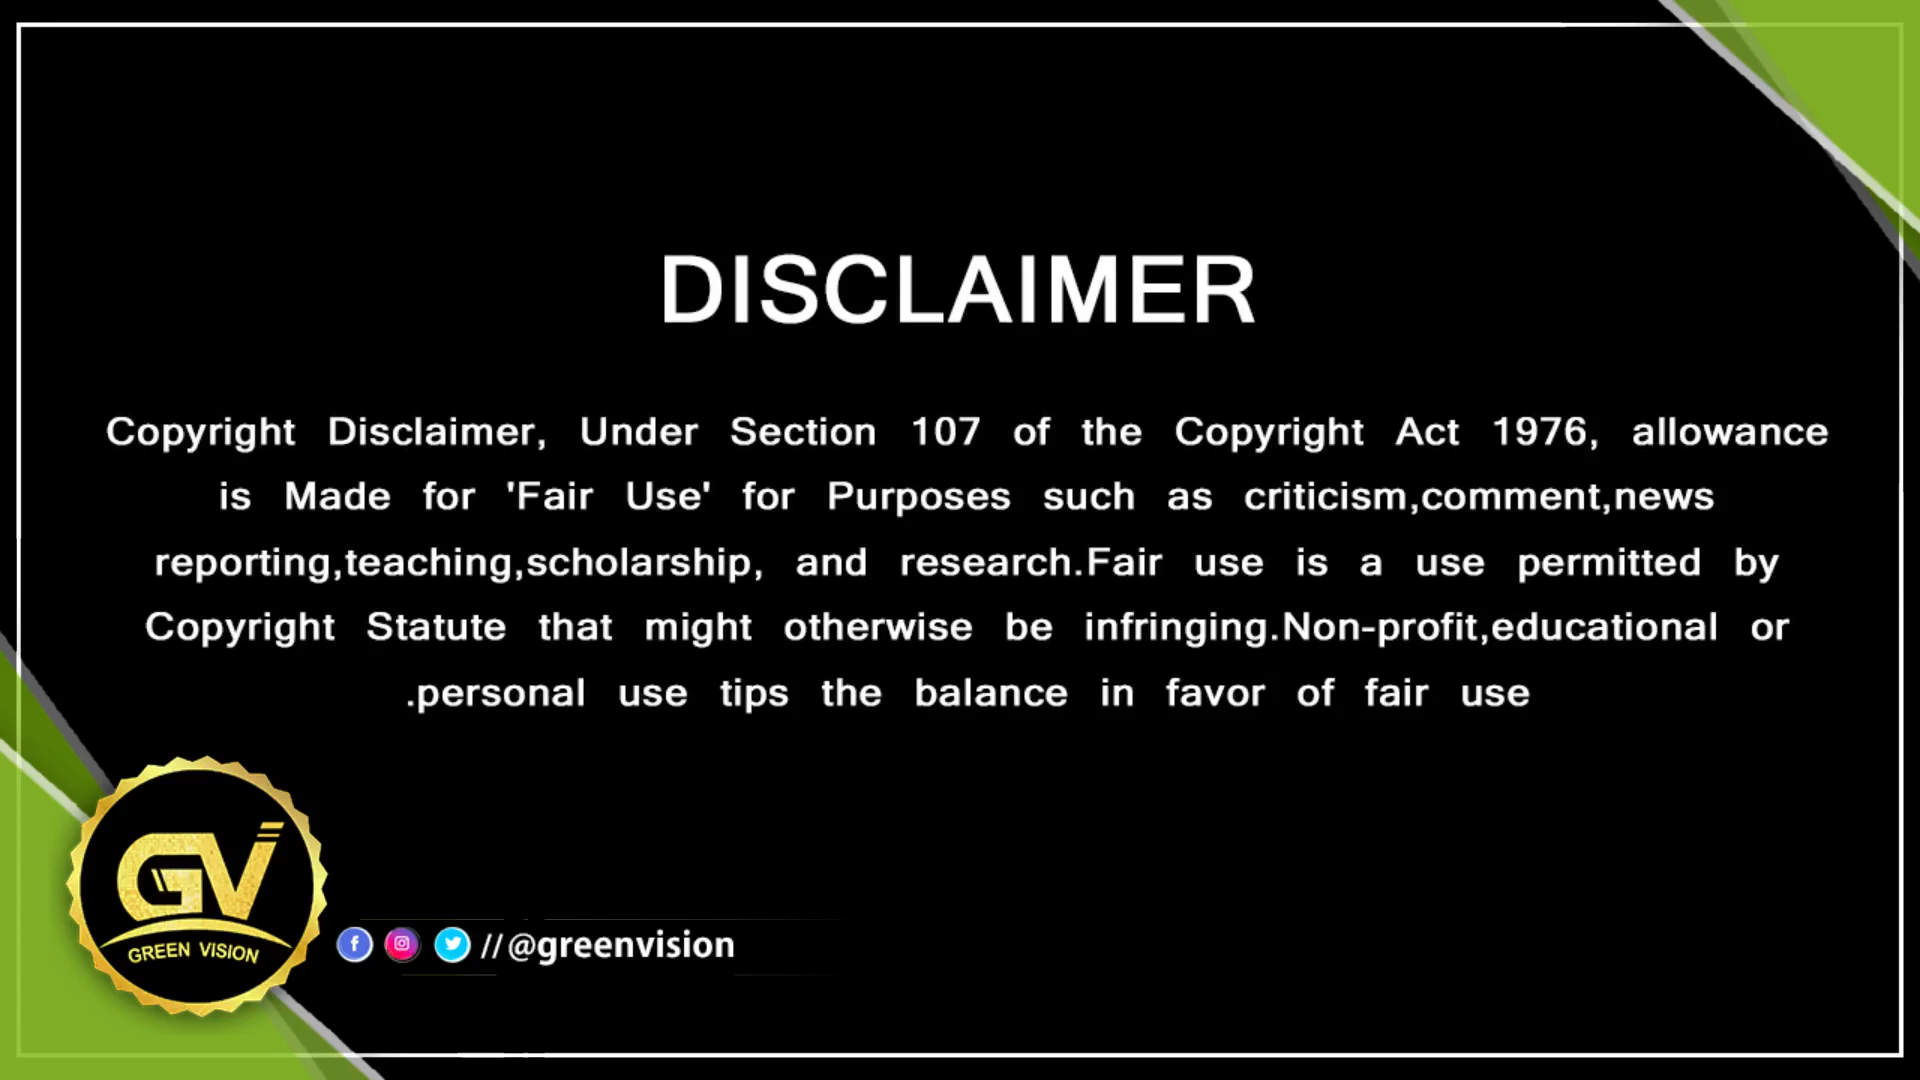 DISCLAIMER
Copyright Disclaimer, Under Section 107 of the Copyright Act 1976, allowance
is Made for 'Fair Use' for Purposes such as criticism,comment,news
reporting,teaching,scholarship, and research.Fair use is a use permitted by
Copyright Statute that might otherwise be infringing.Non-profit,educational or
.personal use tips the balance in favor of fair use
GV
GREEN VISION
//@greenvision